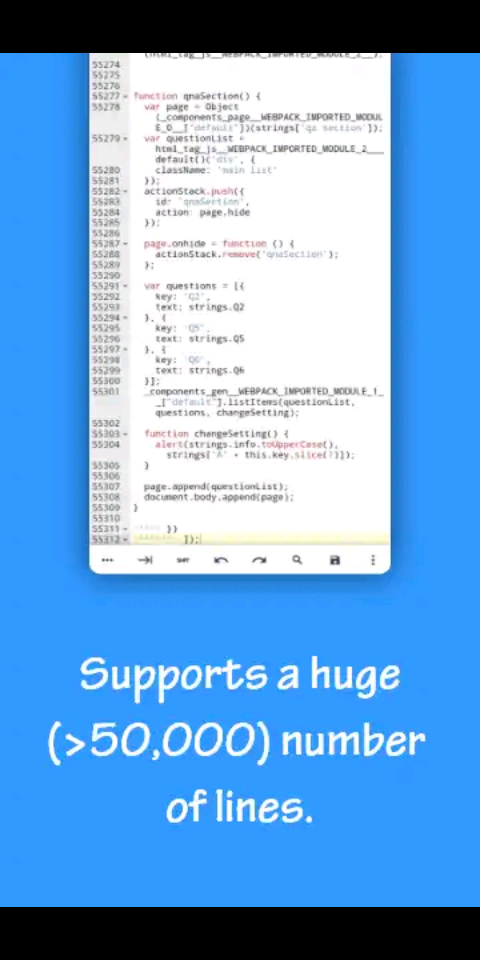 (html_tag_js__WEBPACK_IMPORTED_MODULE_2__);
55274
55275
55276
55277 function qnaSection() {
55278 var page = Object
(_components_page__WEBPACK_IMPORTED_MODUL
E_0__["default"])(strings['qa section']);
55279 var questionList =
html_tag_js__WEBPACK_IMPORTED_MODULE_2___
default()('div', {
55280 className: 'main list'
55281 });
55282 actionStack.push({
55283 id: 'qnaSection',
55284 action: page.hide
55285 });
55286
55287 page.onhide = function () {
55288 actionStack.remove('qnaSection');
55289 };
55290
55291 var questions = [{
55292 key: 'Q2',
55293 text: strings.Q2
55294 }, {
55295 key: 'Q5',
55296 text: strings.Q5
55297 }, {
55298 key: 'Q6',
55299 text: strings.Q6
55300 }];
55301 _components_gen__WEBPACK_IMPORTED_MODULE_1_
_["default"].listItems(questionList,
questions, changeSetting);
55302
55303 function changeSetting() {
55304 alert(strings.info.toUpperCase(),
strings['A' + this.key.slice(1)]);
55305 }
55306
55307 page.append(questionList);
55308 document.body.append(page);
55309 }
55310
55311 })
55312 ]);
Supports a huge
(>50,000) number
of lines.